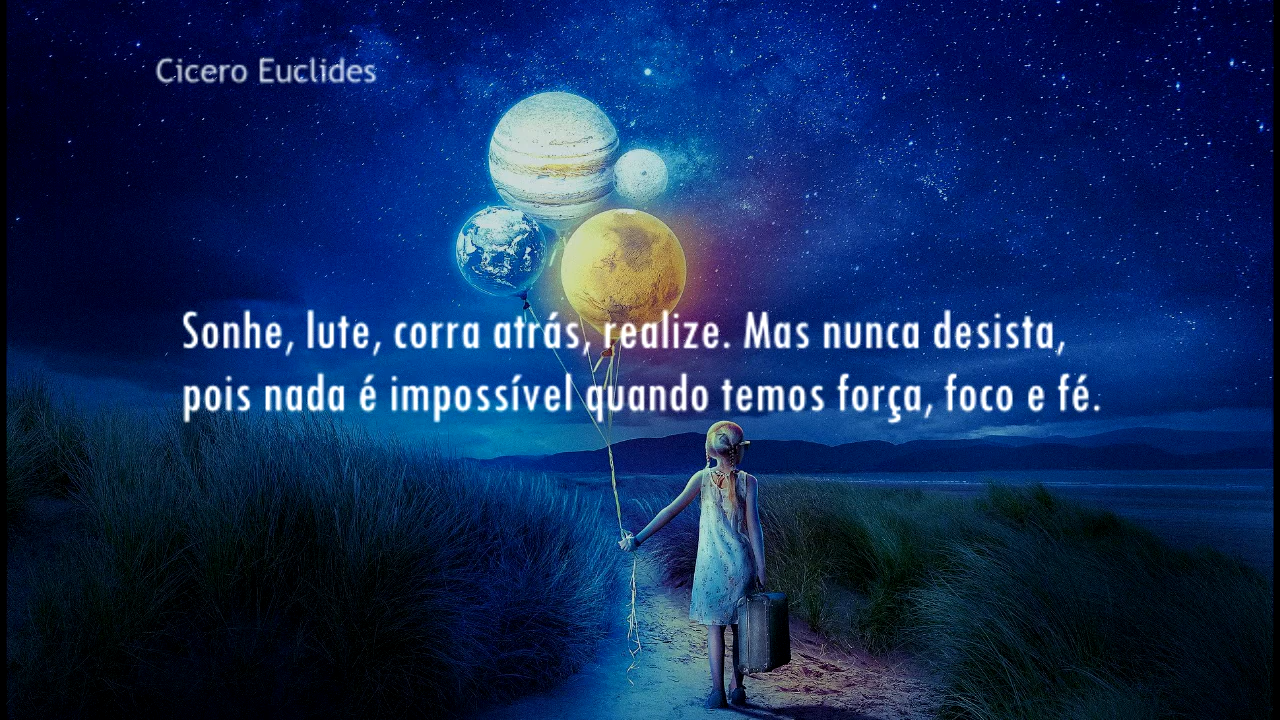 Cicero Euclides
Sonhe, lute, corra atrás, realize. Mas nunca desista,
pois nada é impossível quando temos força, foco e fé.